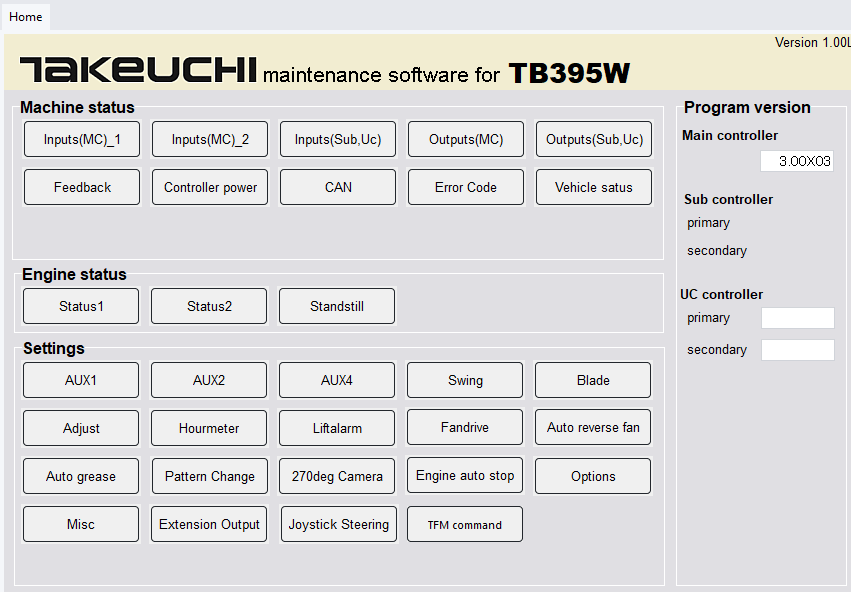 Home
Version 1.00L
TAKEUCHI maintenance software for TB395W
Machine status
Inputs(MC)_1 Inputs(MC)_2 Inputs(Sub,Uc) Outputs(MC) Outputs(Sub,Uc)
Feedback Controller power CAN Error Code Vehicle satus
Engine status
Status1 Status2 Standstill
Settings
AUX1 AUX2 AUX4 Swing Blade
Adjust Hourmeter Liftalarm Fandrive Auto reverse fan
Auto grease Pattern Change 270deg Camera Engine auto stop Options
Misc Extension Output Joystick Steering TFM command
Program version
Main controller
3.00X03
Sub controller
primary
secondary
UC controller
primary
secondary